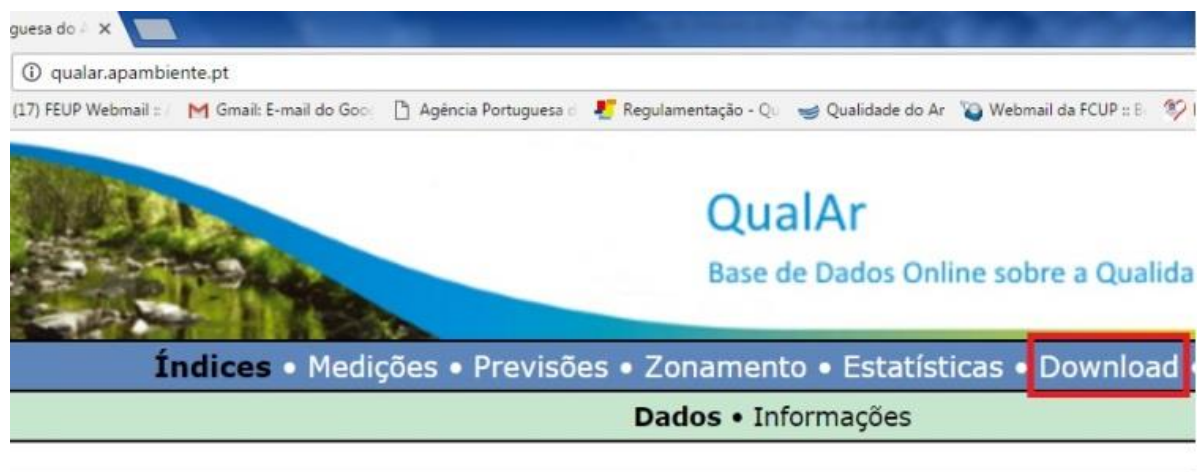 guesa do
qualar.apambiente.pt
(17) FEUP Webmail :: Gmail: E-mail do Goo Agência Portuguesa d Regulamentação - Qu Qualidade do Ar Webmail da FCUP :: B
QualAr
Base de Dados Online sobre a Qualida
Índices • Medições • Previsões • Zonamento • Estatísticas • Download
Dados • Informações